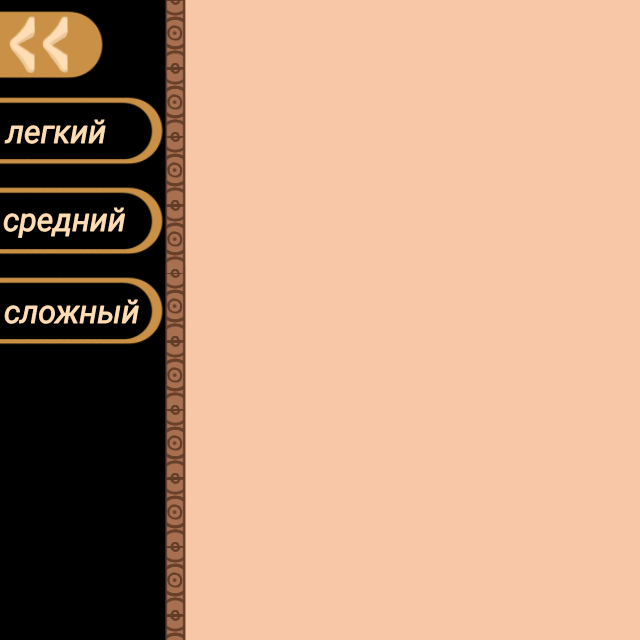 легкий
средний
сложный